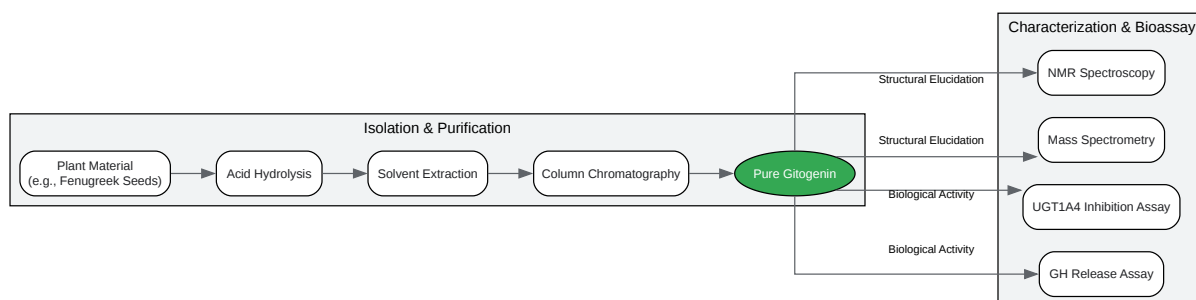 Characterization & Bioassay
NMR Spectroscopy
Structural Elucidation
Isolation & Purification
Structural Elucidation
Mass Spectrometry
Plant Material
(e.g., Fenugreek Seeds)
Acid Hydrolysis
Solvent Extraction
Column Chromatography
Pure Gitogenin
Biological Activity
UGT1A4 Inhibition Assay
Biological Activity
GH Release Assay